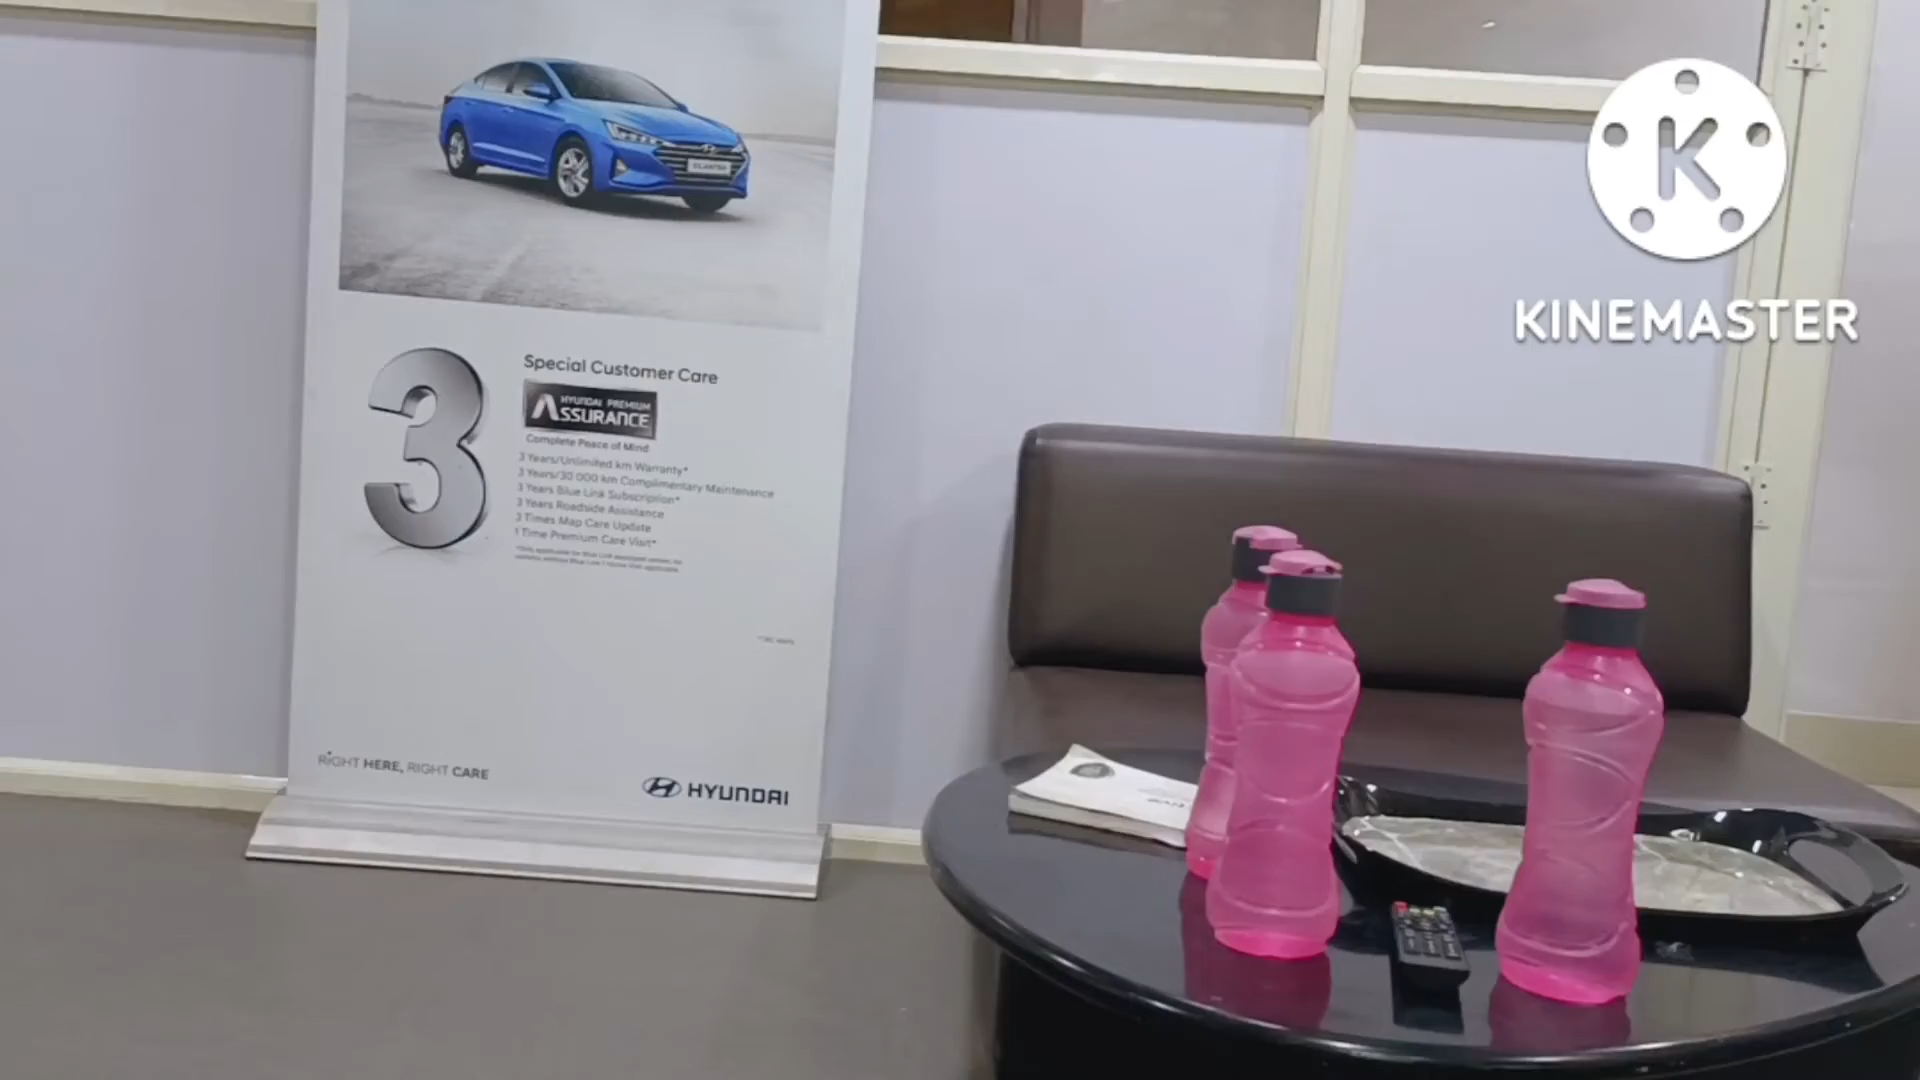 ELANTRA
Special Customer Care
HYUNDAI PREMIUM
ASSURANCE
Complete Peace of Mind
3 Years/Unlimited km Warranty*
3 Years/30 000 km Complimentary Maintenance
3 Years Blue Link Subscription*
3 Years Roadside Assistance
3 Times Map Care Update
1 Time Premium Care Visit*
3
RIGHT HERE, RIGHT CARE
HYUNDAI
K
KINEMASTER